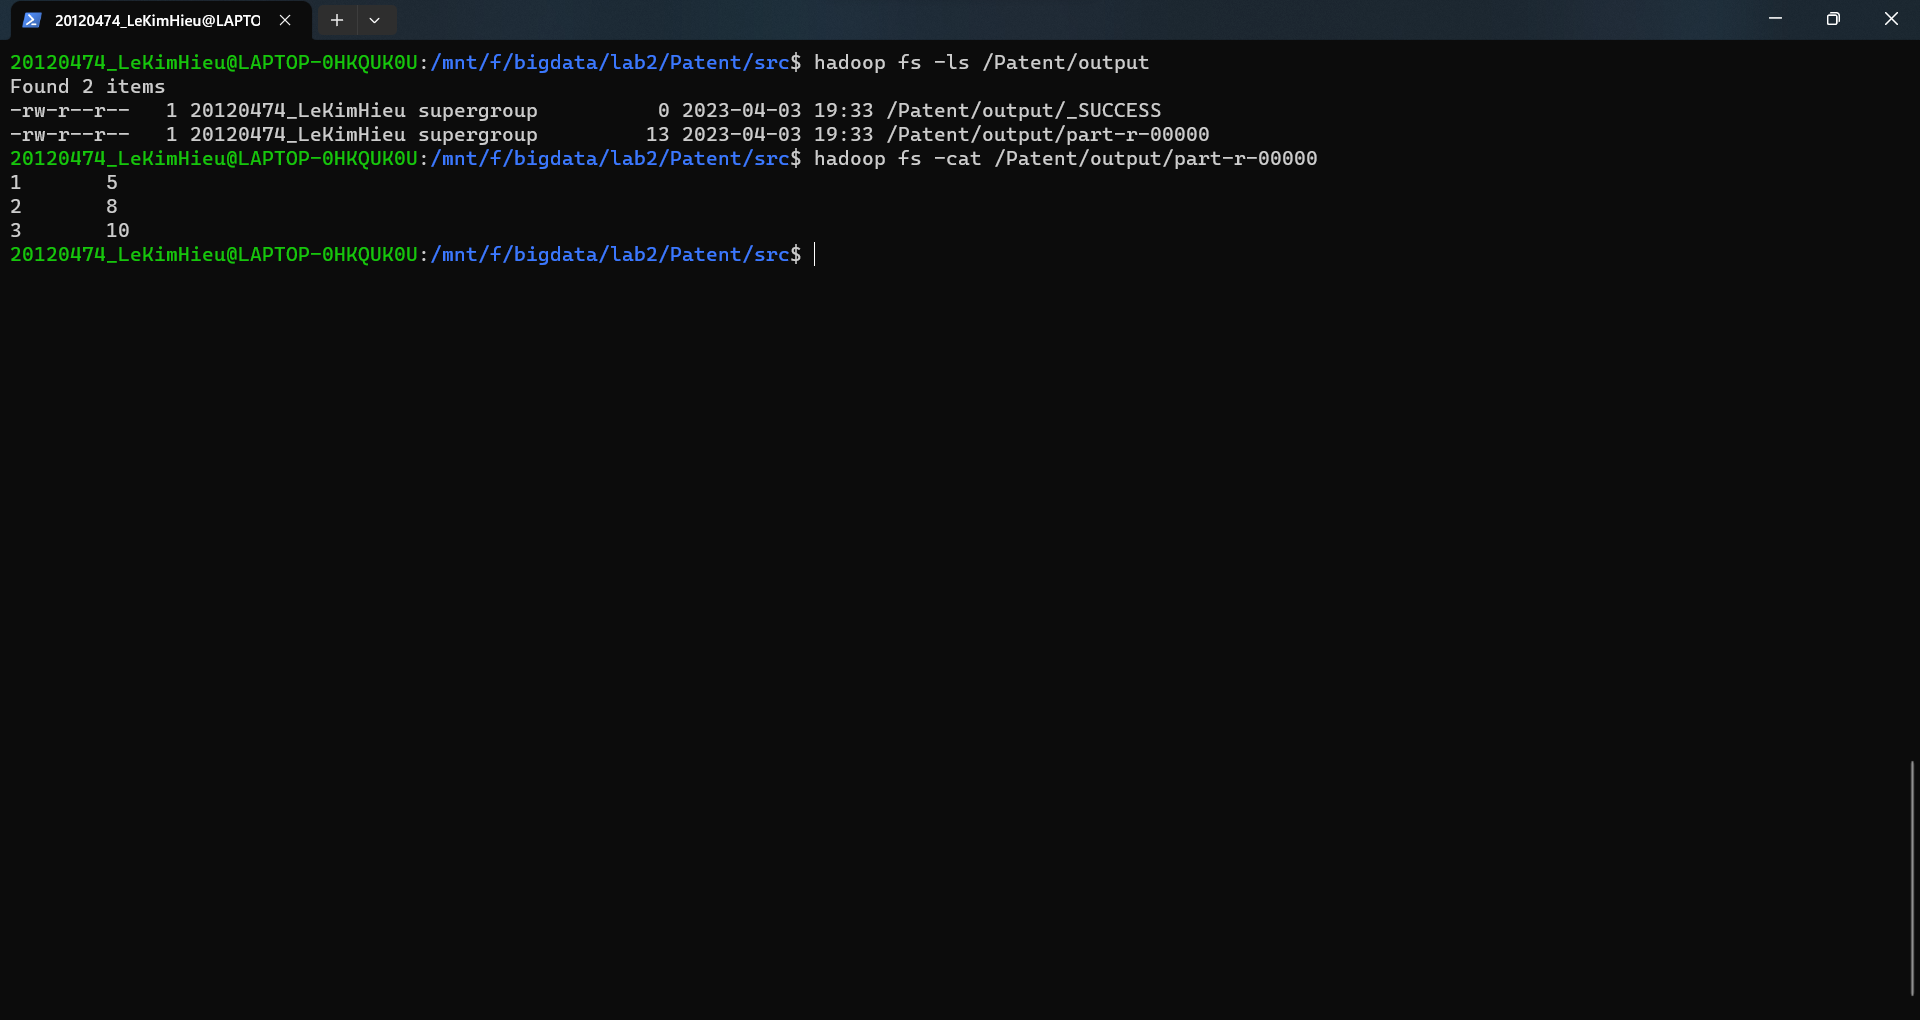 20120474_LeKimHieu@LAPTO
20120474_LeKimHieu@LAPTOP-0HKQUK0U:/mnt/f/bigdata/lab2/Patent/src$ hadoop fs -ls /Patent/output
Found 2 items
-rw-r--r--   1 20120474_LeKimHieu supergroup          0 2023-04-03 19:33 /Patent/output/_SUCCESS
-rw-r--r--   1 20120474_LeKimHieu supergroup         13 2023-04-03 19:33 /Patent/output/part-r-00000
20120474_LeKimHieu@LAPTOP-0HKQUK0U:/mnt/f/bigdata/lab2/Patent/src$ hadoop fs -cat /Patent/output/part-r-00000
1       5
2       8
3       10
20120474_LeKimHieu@LAPTOP-0HKQUK0U:/mnt/f/bigdata/lab2/Patent/src$